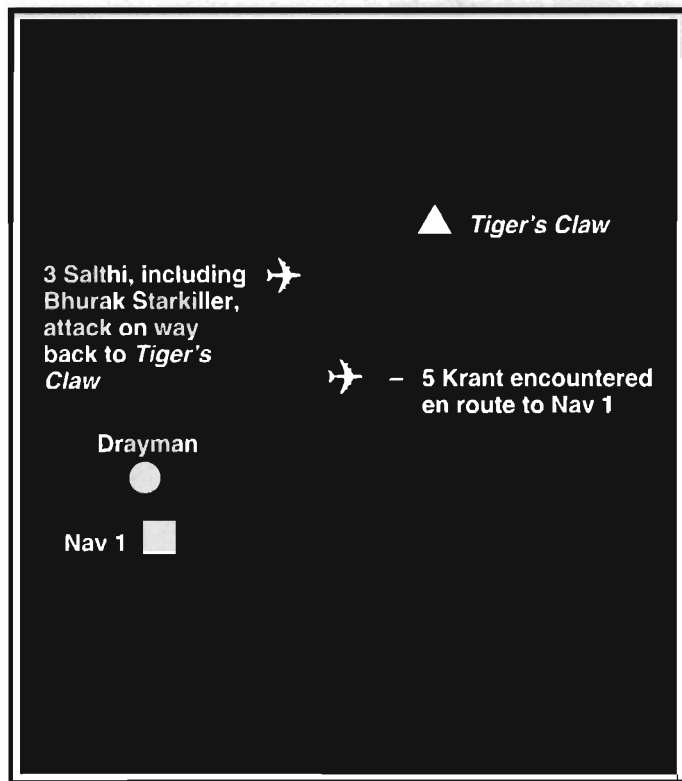 Tiger's Claw
3 Salthi, including
Bhurak Starkiller,
attack on way
back to Tiger's
Claw
– 5 Krant encountered
en route to Nav 1
Drayman
Nav 1